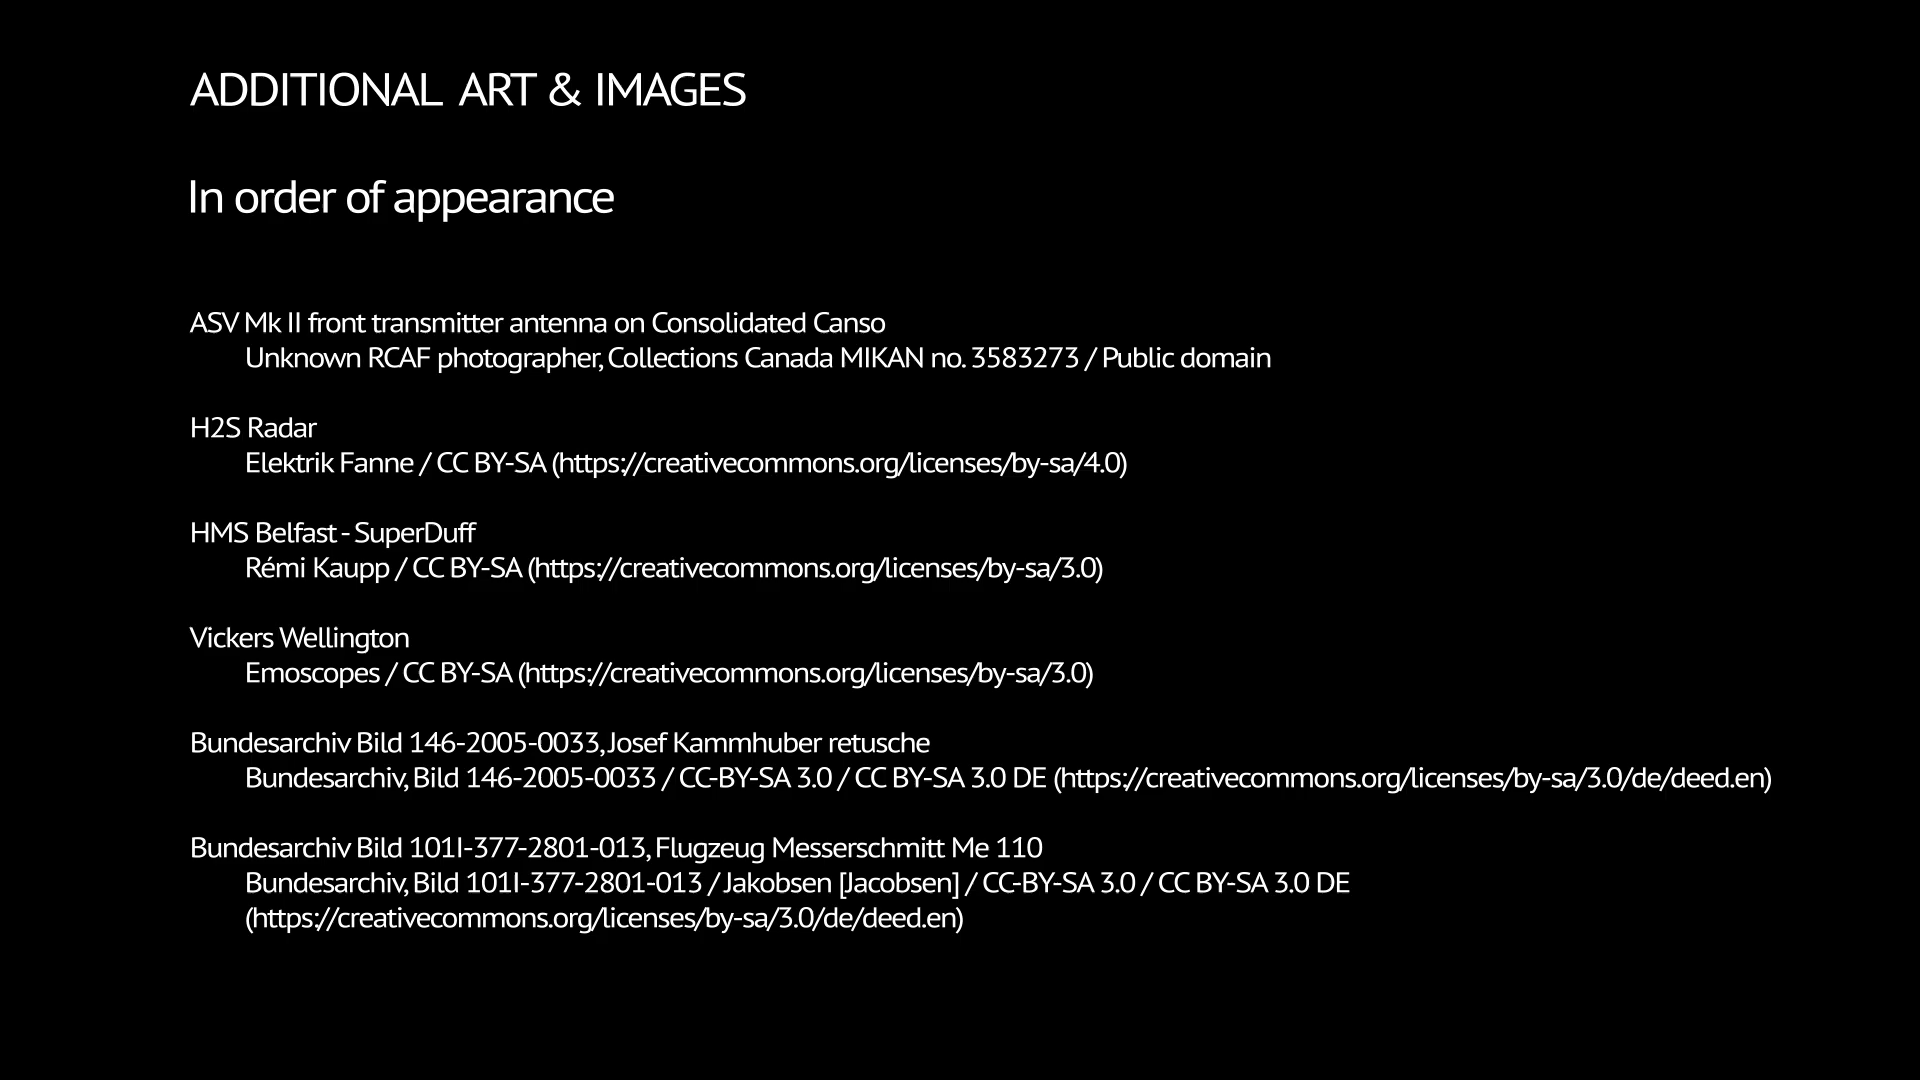 ADDITIONAL ART & IMAGES
In order of appearance
ASV Mk II front transmitter antenna on Consolidated Canso
Unknown RCAF photographer, Collections Canada MIKAN no. 3583273 / Public domain
H2S Radar
Elektrik Fanne / CC BY-SA (https://creativecommons.org/licenses/by-sa/4.0)
HMS Belfast - SuperDuff
Rémi Kaupp / CC BY-SA (https://creativecommons.org/licenses/by-sa/3.0)
Vickers Wellington
Emoscopes / CC BY-SA (https://creativecommons.org/licenses/by-sa/3.0)
Bundesarchiv Bild 146-2005-0033, Josef Kammhuber retusche
Bundesarchiv, Bild 146-2005-0033 / CC-BY-SA 3.0 / CC BY-SA 3.0 DE (https://creativecommons.org/licenses/by-sa/3.0/de/deed.en)
Bundesarchiv Bild 101I-377-2801-013, Flugzeug Messerschmitt Me 110
Bundesarchiv, Bild 101I-377-2801-013 / Jakobsen [Jacobsen] / CC-BY-SA 3.0 / CC BY-SA 3.0 DE
(https://creativecommons.org/licenses/by-sa/3.0/de/deed.en)